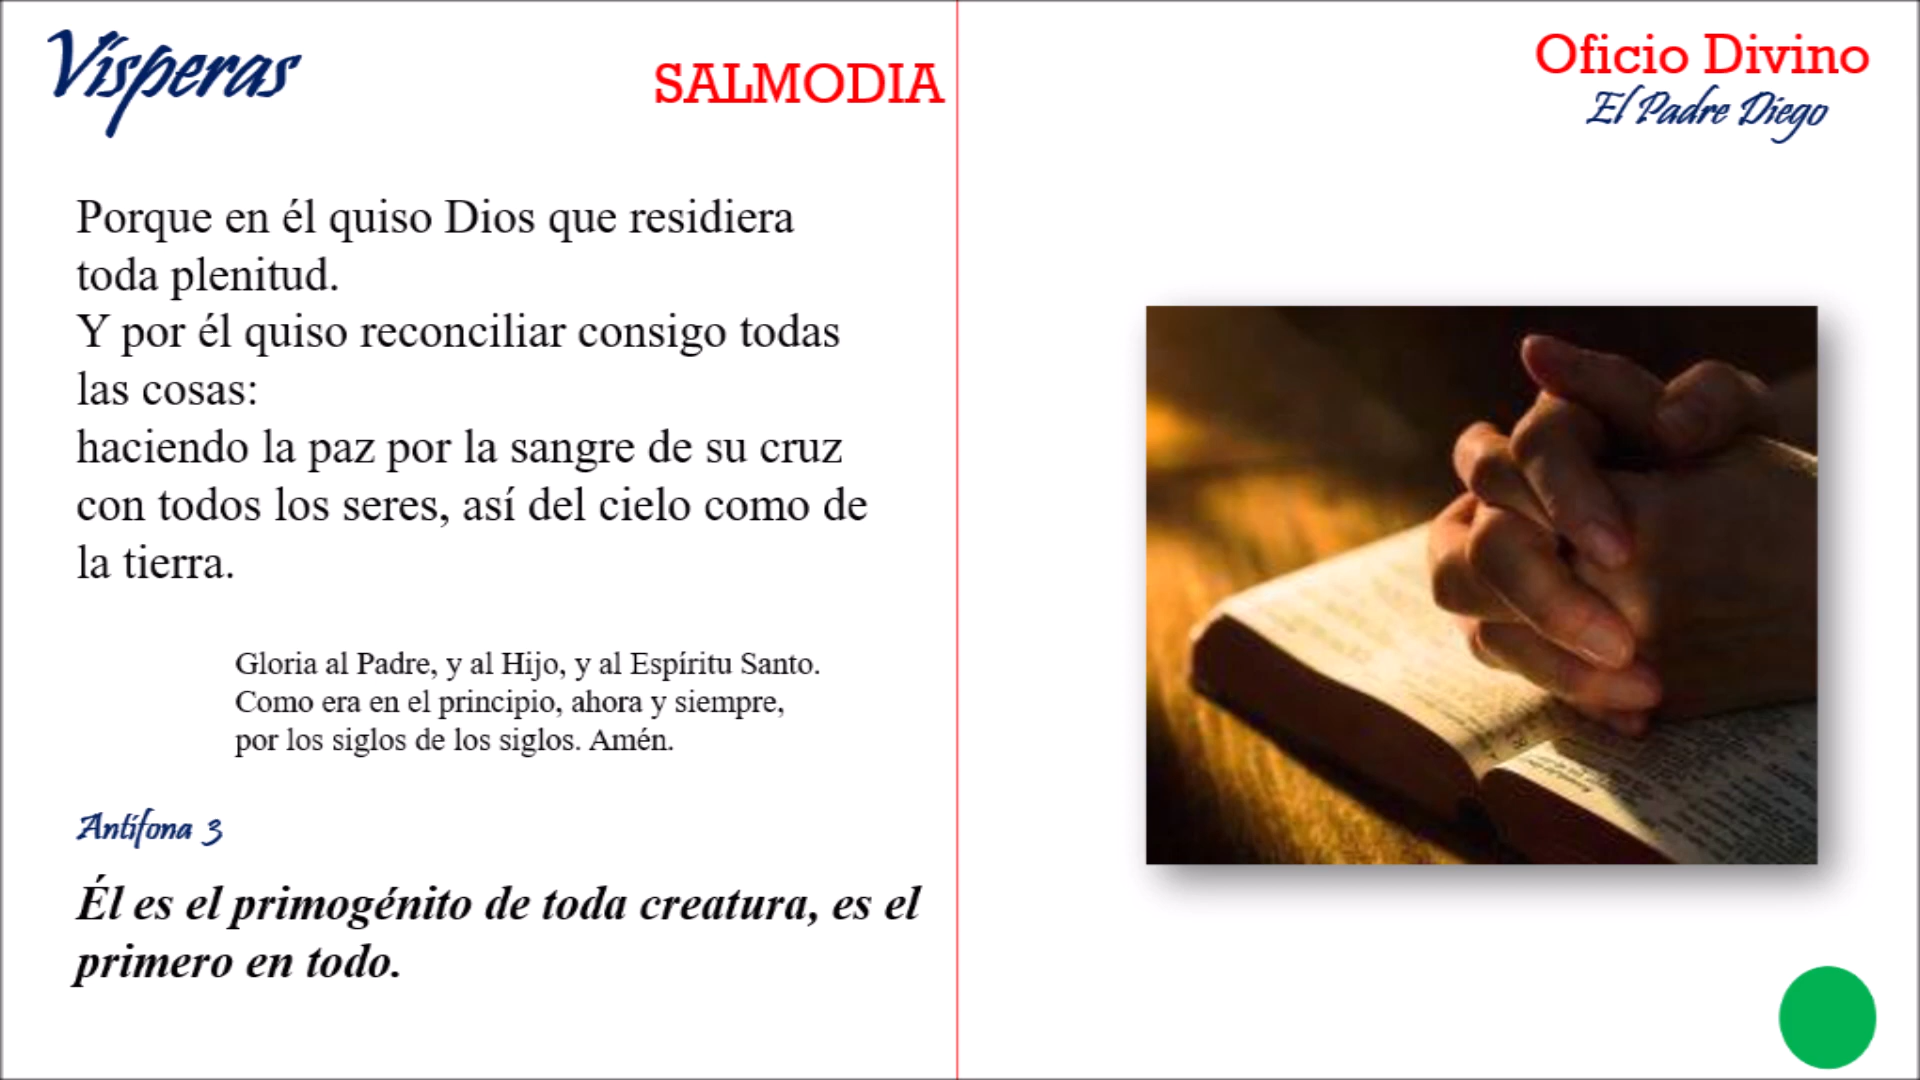 Vísperas
SALMODIA
Oficio Divino
El Padre Diego
Porque en él quiso Dios que residiera
toda plenitud.
Y por él quiso reconciliar consigo todas
las cosas:
haciendo la paz por la sangre de su cruz
con todos los seres, así del cielo como de
la tierra.
Gloria al Padre, y al Hijo, y al Espíritu Santo.
Como era en el principio, ahora y siempre,
por los siglos de los siglos. Amén.
Antífona 3
Él es el primogénito de toda creatura, es el
primero en todo.